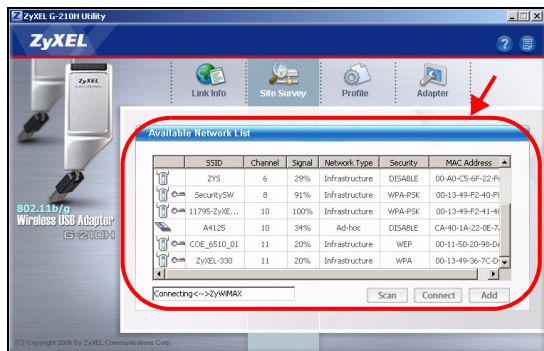 ZyXEL G-210H Utility
ZyXEL
ZyXEL
Link Info
Site Survey
Profile
Adapter
Available Network List
SSID Channel Signal Network Type Security MAC Address
ZYS 6 29% Infrastructure DISABLE 00-A0-C5-6F-22-F
SecuritySW 8 91% Infrastructure WPA-PSK 00-13-49-F2-40-F
11795-ZyXE... 10 100% Infrastructure WPA-PSK 00-13-49-F2-41-4
A4125 10 34% Ad-hoc DISABLE CA-40-1A-22-0E-7
COE_6510_01 11 20% Infrastructure WEP 00-11-50-20-98-D
ZyXEL-330 11 20% Infrastructure WPA 00-13-49-36-7C-D
802.11b/g
Wireless USB Adapter
G-210H
Connecting<-->ZyWiMAX
Scan Connect Add
(C) Copyright 2006 by ZyXEL Communications Corp.